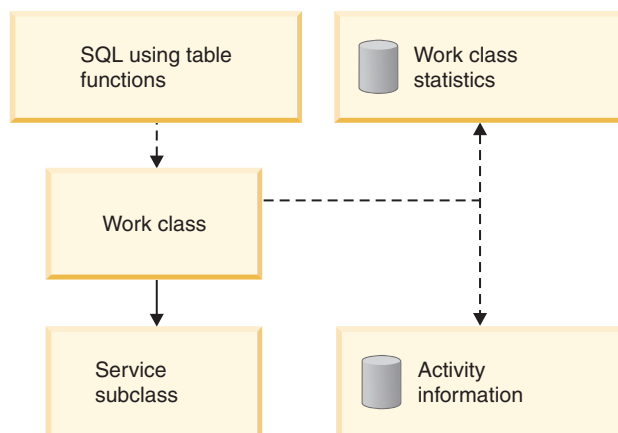 SQL using table
functions
Work class
statistics
Work class
Service
subclass
Activity
information